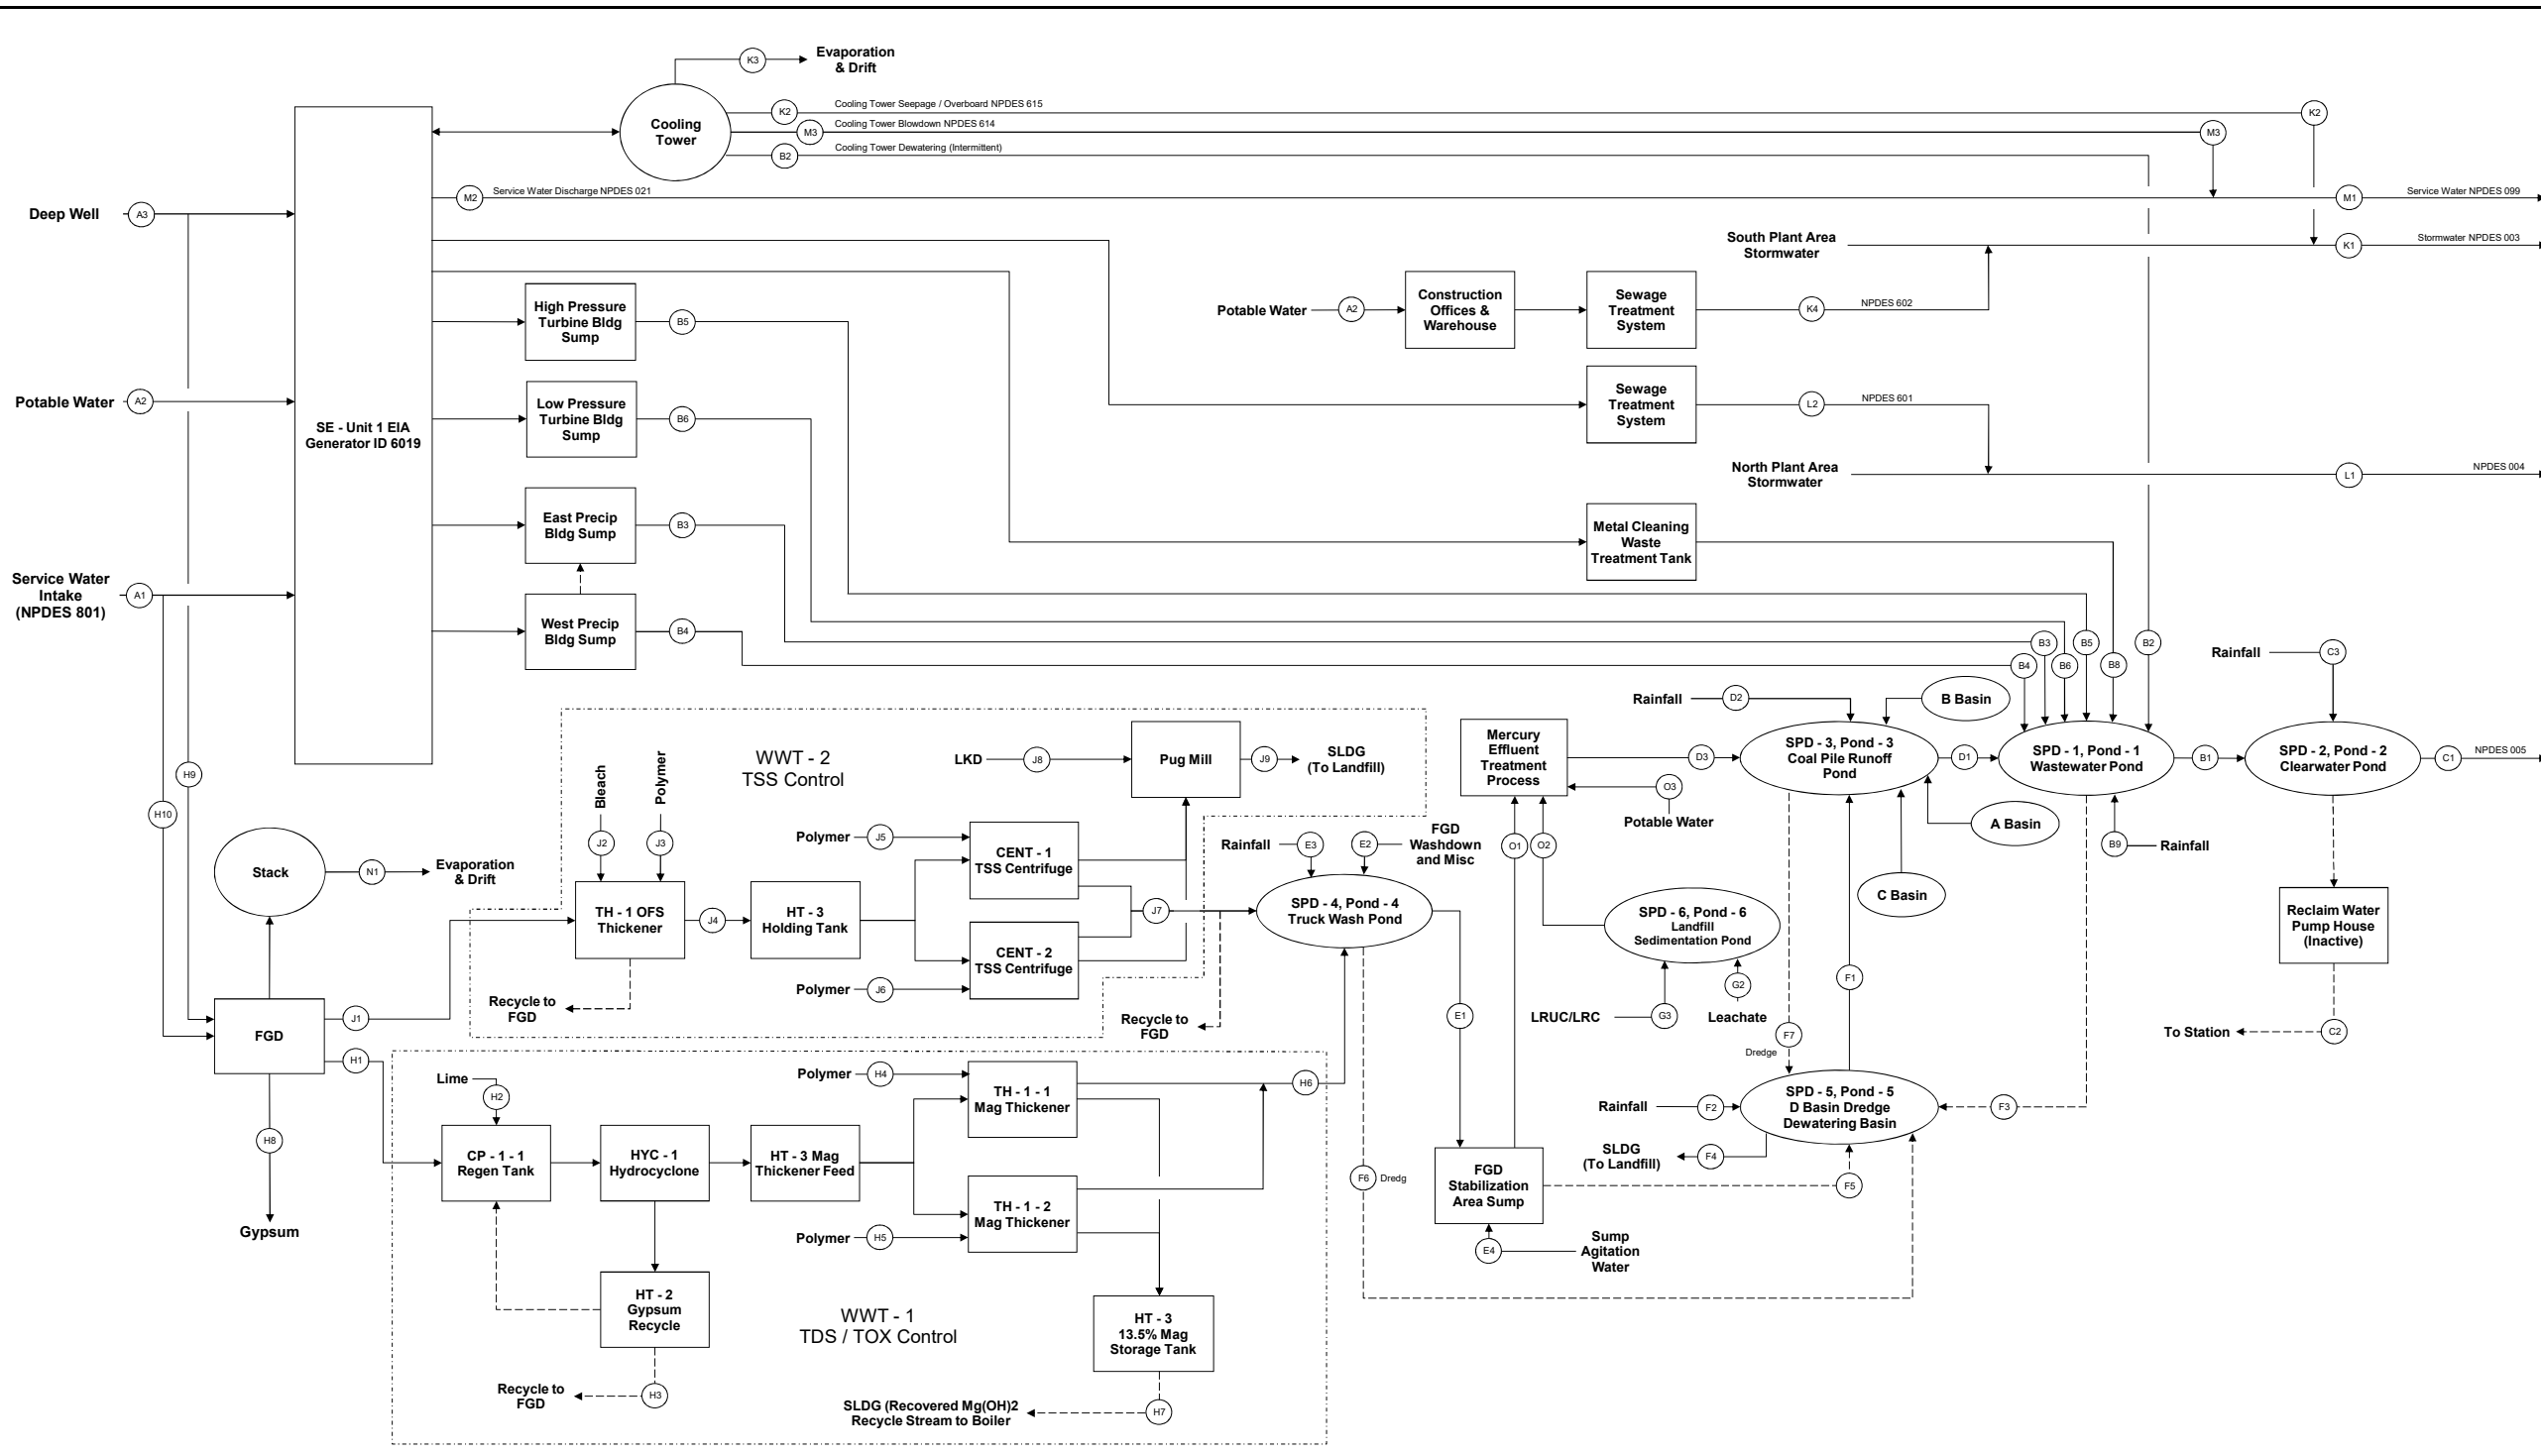 K3
Evaporation
& Drift
K2
Cooling Tower Seepage / Overboard NPDES 615
K2
Cooling
Tower
M3
Cooling Tower Blowdown NPDES 614
M3
B2
Cooling Tower Dewatering (Intermittent)
M2
Service Water Discharge NPDES 021
M1
Service Water NPDES 099
Deep Well
A3
South Plant Area
Stormwater
K1
Stormwater NPDES 003
High Pressure
Turbine Bldg
Sump
B5
Potable Water
A2
Construction
Offices &
Warehouse
Sewage
Treatment
System
K4
NPDES 602
Potable Water
A2
SE - Unit 1 EIA
Generator ID 6019
Low Pressure
Turbine Bldg
Sump
B6
Sewage
Treatment
System
L2
NPDES 601
North Plant Area
Stormwater
L1
NPDES 004
East Precip
Bldg Sump
B3
Metal Cleaning
Waste
Treatment Tank
Service Water
Intake
(NPDES 801)
A1
West Precip
Bldg Sump
B4
B4
B3
B6
B5
B8
B2
Rainfall
C3
Rainfall
D2
B Basin
WWT - 2
TSS Control
LKD
J8
Pug Mill
J9
SLDG
(To Landfill)
Mercury
Effluent
Treatment
Process
D3
SPD - 3, Pond - 3
Coal Pile Runoff
Pond
D1
SPD - 1, Pond - 1
Wastewater Pond
B1
SPD - 2, Pond - 2
Clearwater Pond
C1
NPDES 005
H9
H10
Bleach
Polymer
J2
J3
O3
Potable Water
A Basin
B9
Rainfall
Polymer
J5
CENT - 1
TSS Centrifuge
Rainfall
E3
E2
FGD
Washdown
and Misc
O1
O2
Stack
N1
Evaporation
& Drift
C Basin
TH - 1 OFS
Thickener
J4
HT - 3
Holding Tank
J7
SPD - 4, Pond - 4
Truck Wash Pond
SPD - 6, Pond - 6
Landfill
Sedimentation Pond
Reclaim Water
Pump House
(Inactive)
CENT - 2
TSS Centrifuge
Polymer
J6
Recycle to
FGD
Recycle to
FGD
F1
G2
Leachate
LRUC/LRC
G3
E1
F7
Dredge
To Station
C2
FGD
J1
H1
Lime
H2
Polymer
H4
TH - 1 - 1
Mag Thickener
H6
Rainfall
F2
SPD - 5, Pond - 5
D Basin Dredge
Dewatering Basin
F3
H8
CP - 1 - 1
Regen Tank
HYC - 1
Hydrocyclone
HT - 3 Mag
Thickener Feed
SLDG
(To Landfill)
F4
F5
F6
Dredg
FGD
Stabilization
Area Sump
TH - 1 - 2
Mag Thickener
Polymer
H5
Gypsum
E4
Sump
Agitation
Water
HT - 2
Gypsum
Recycle
WWT - 1
TDS / TOX Control
HT - 3
13.5% Mag
Storage Tank
Recycle to
FGD
H3
SLDG (Recovered Mg(OH)2
Recycle Stream to Boiler
H7